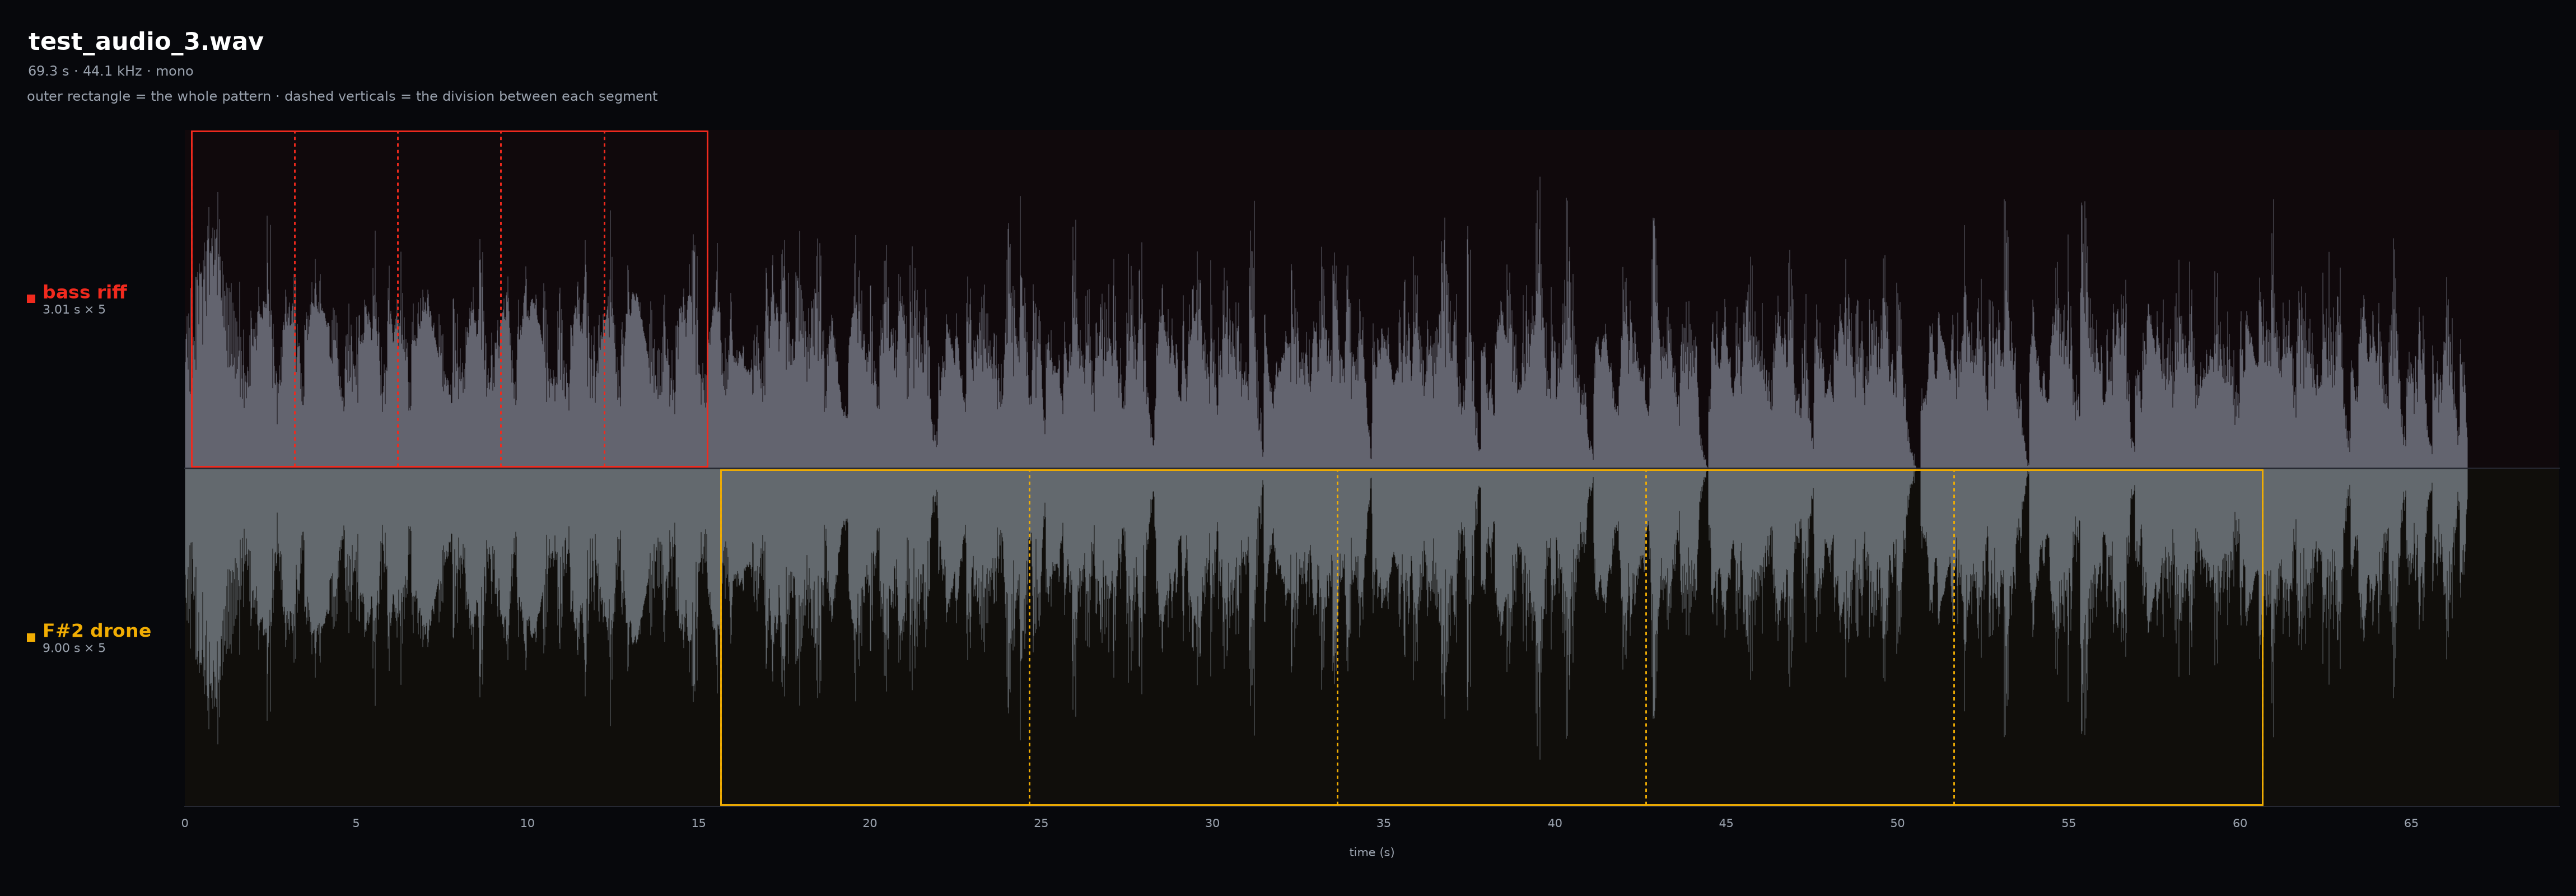 test_audio_3.wav
69.3 s · 44.1 kHz · mono
outer rectangle = the whole pattern · dashed verticals = the division between each segment
bass riff
3.01 s × 5
F#2 drone
9.00 s × 5
0 5 10 15 20 25 30 35 40 45 50 55 60 65
time (s)